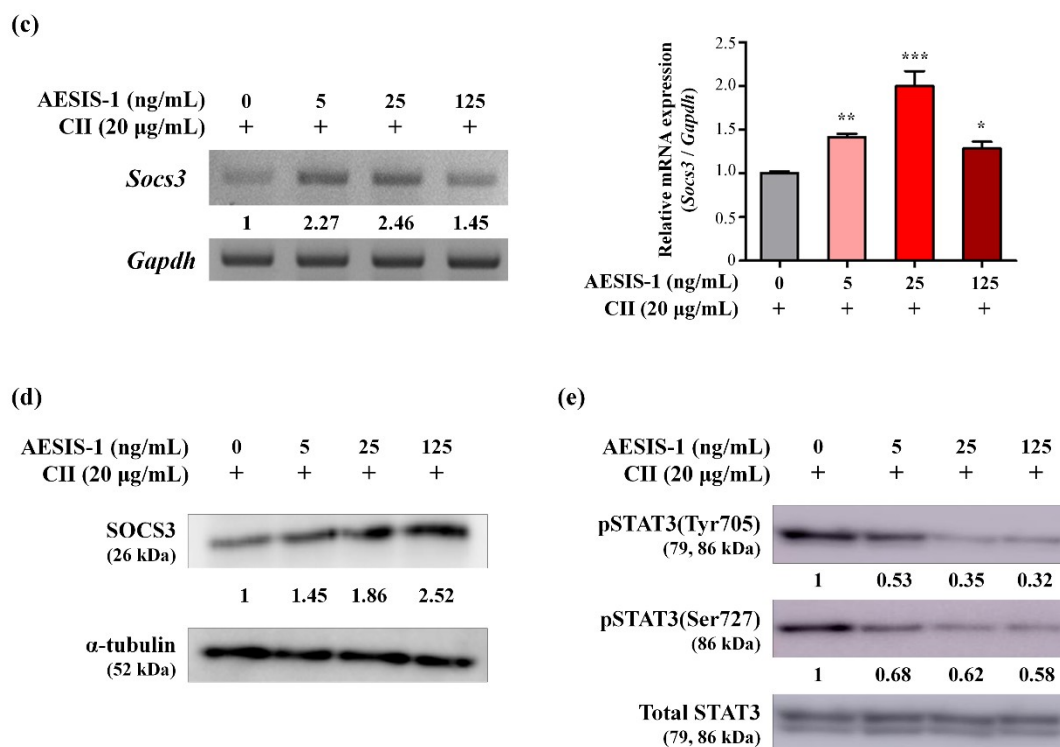 (c)
AESIS-1 (ng/mL) 0 5 25 125
CII (20 µg/mL) + + + +
Socs3
1 2.27 2.46 1.45
Gapdh
Relative mRNA expression
(Socs3 / Gapdh)
2.5
2.0
1.5
1.0
0.5
0
**
***
*
AESIS-1 (ng/mL) 0 5 25 125
CII (20 µg/mL) + + + +
(d)
AESIS-1 (ng/mL) 0 5 25 125
CII (20 µg/mL) + + + +
SOCS3
(26 kDa)
1 1.45 1.86 2.52
α-tubulin
(52 kDa)
(e)
AESIS-1 (ng/mL) 0 5 25 125
CII (20 µg/mL) + + + +
pSTAT3(Tyr705)
(79, 86 kDa)
1 0.53 0.35 0.32
pSTAT3(Ser727)
(86 kDa)
1 0.68 0.62 0.58
Total STAT3
(79, 86 kDa)